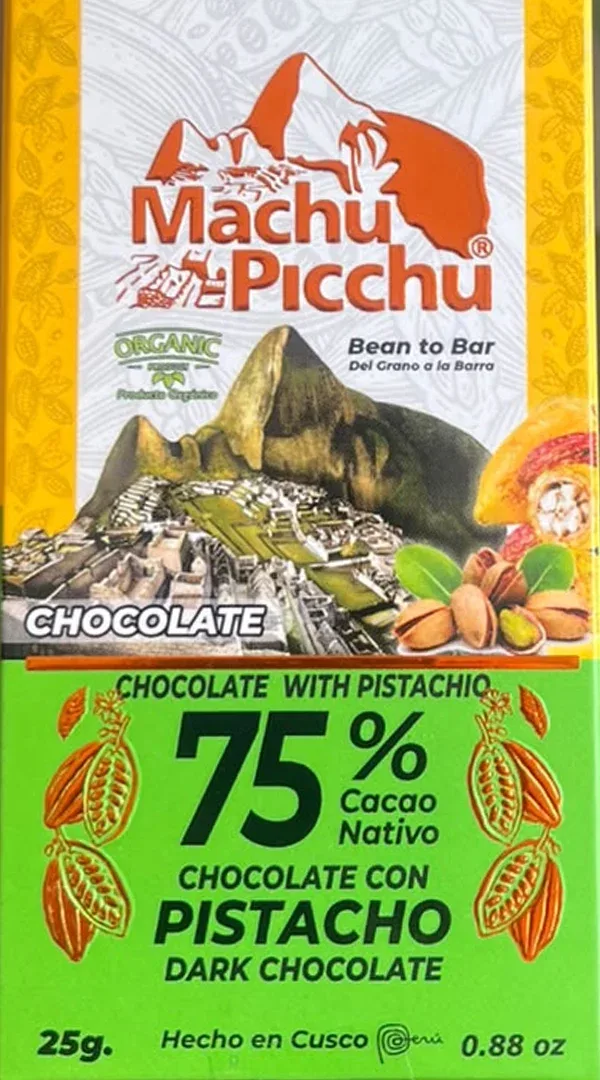 Machu
Picchu®
ORGANIC
PRODUCT
Producto Orgánico
Bean to Bar
Del Grano a la Barra
CHOCOLATE
CHOCOLATE WITH PISTACHIO
75%
Cacao
Nativo
CHOCOLATE CON
PISTACHO
DARK CHOCOLATE
25g.
Hecho en Cusco Perú
0.88 oz